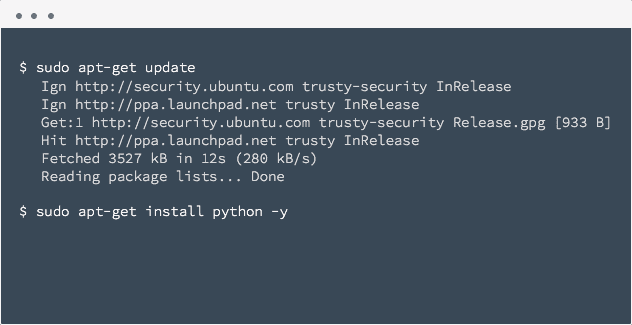 $ sudo apt-get update
Ign http://security.ubuntu.com trusty-security InRelease
Ign http://ppa.launchpad.net trusty InRelease
Get:1 http://security.ubuntu.com trusty-security Release.gpg [933 B]
Hit http://ppa.launchpad.net trusty InRelease
Fetched 3527 kB in 12s (280 kB/s)
Reading package lists... Done
$ sudo apt-get install python -y